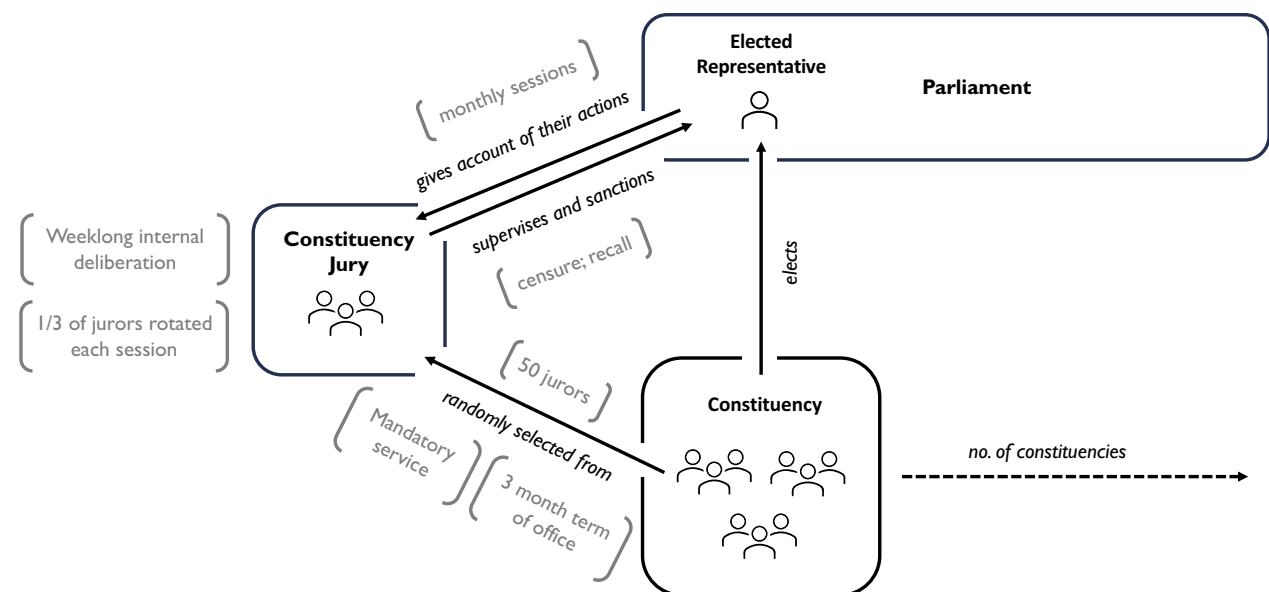 Elected
Representative
Parliament
monthly sessions
gives account of their actions
supervises and sanctions
censure; recall
Weeklong internal
deliberation
1/3 of jurors rotated
each session
Constituency
Jury
elects
50 jurors
randomly selected from
Mandatory
service
3 month term
of office
Constituency
no. of constituencies